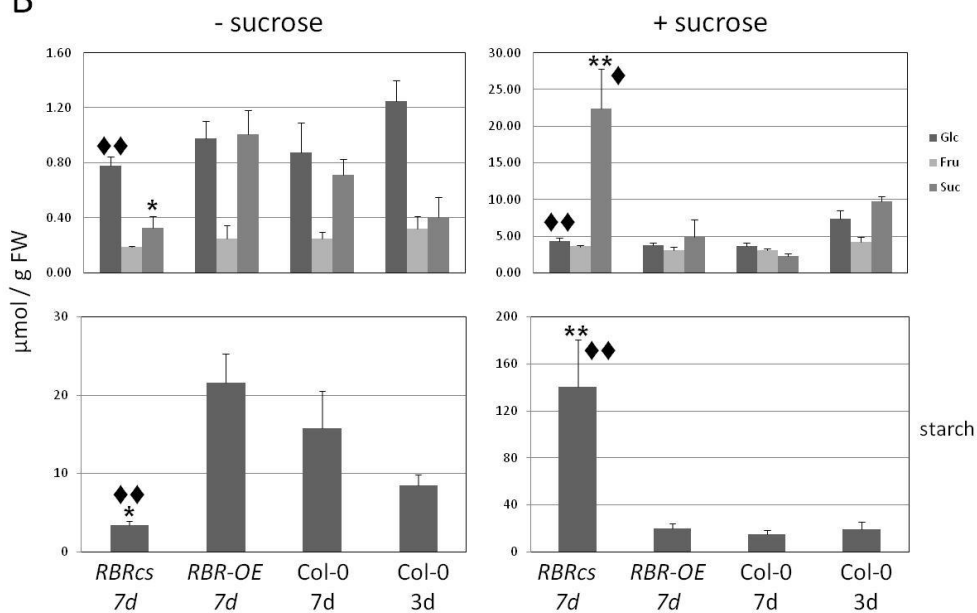 B
- sucrose
+ sucrose
1.60
1.20
0.80
0.40
0.00
*
30.00
25.00
20.00
15.00
10.00
5.00
0.00
**
Glc
Fru
Suc
µmol / g FW
30
20
10
0
*
200
160
120
80
40
0
**
starch
RBRcs RBR-OE Col-0 Col-0
7d 7d 7d 3d
RBRcs RBR-OE Col-0 Col-0
7d 7d 7d 3d